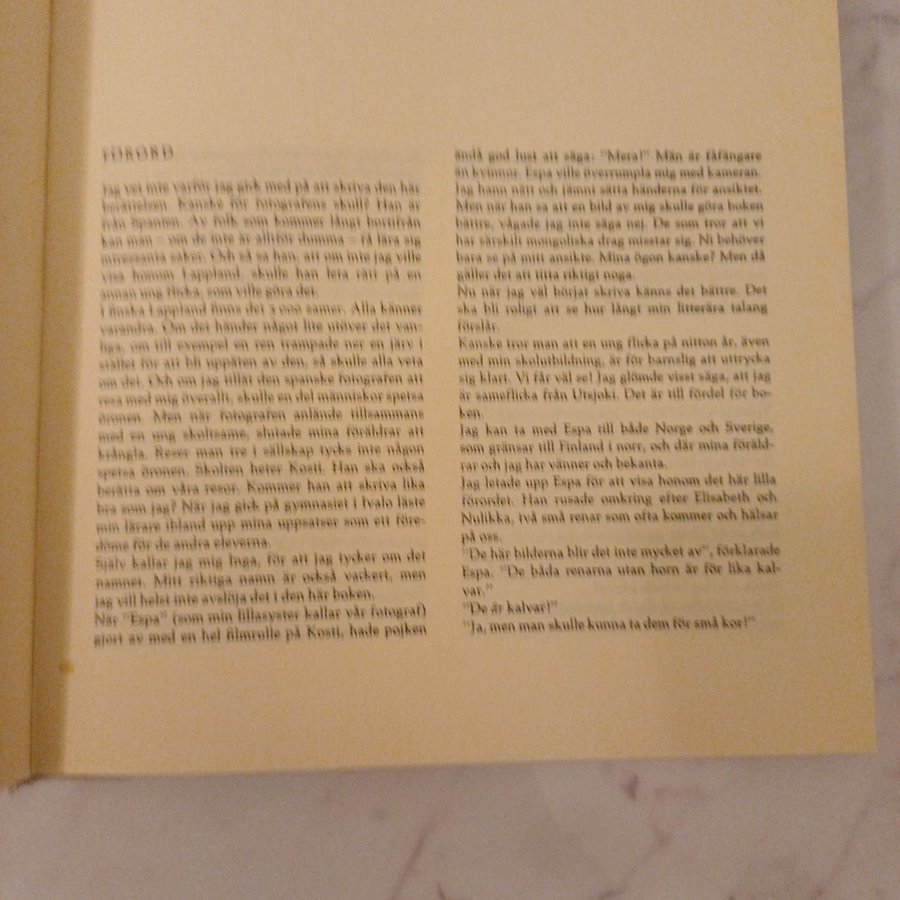 FÖRORD
Jag vet inte varför jag gick med på att skriva den här
berättelsen. Kanske för fotografens skull? Han är
från Spanien. Av folk som kommer långt bortifrån
kan man – om de inte är alltför dumma – få lära sig
intressanta saker. Och så sa han, att om inte jag ville
visa honom Lappland, skulle han leta rätt på en
annan ung flicka, som ville göra det.
I finska Lappland finns det 3 000 samer. Alla känner
varandra. Om det händer något lite utöver det van-
liga, om till exempel en ren trampade ner en järv i
stället för att bli uppäten av den, så skulle alla veta
om det. Och om jag tillät den spanske fotografen att
resa med mig överallt, skulle en del människor spetsa
öronen. Men när fotografen anlände tillsammans
med en ung skoltsame, slutade mina föräldrar att
krångla. Reser man tre i sällskap tycks inte någon
spetsa öronen. Skolten heter Kosti. Han ska också
berätta om våra resor. Kommer han att skriva lika
bra som jag? När jag gick på gymnasiet i Ivalo läste
min lärare ibland upp mina uppsatser som ett före-
döme för de andra eleverna.
Själv kallar jag mig Inga, för att jag tycker om det
namnet. Mitt riktiga namn är också vackert, men
jag vill helst inte avslöja det i den här boken.
När "Espa" (som min lillasyster kallar vår fotograf)
gjort av med en hel filmrulle på Kosti, hade pojken
ändå god lust att säga: "Mera!" Män är fåfängare
än kvinnor. Espa ville överrumpla mig med kameran.
Jag hann nätt och jämnt sätta händerna för ansiktet.
Men när han sa att en bild av mig skulle göra boken
bättre, vågade jag inte säga nej. De som tror att vi
har särskilt mongoliska drag misstar sig. Ni behöver
bara se på mitt ansikte. Mina ögon kanske? Men då
gäller det att titta riktigt noga.
Nu när jag väl börjat skriva känns det bättre. Det
ska bli roligt att se hur långt min litterära talang
förslår.
Kanske tror man att en ung flicka på nitton år, även
med min skolutbildning, är för barnslig att uttrycka
sig klart. Vi får väl se! Jag glömde visst säga, att jag
är sameflicka från Utsjoki. Det är till fördel för bo-
ken.
Jag kan ta med Espa till både Norge och Sverige,
som gränsar till Finland i norr, och där mina föräld-
rar och jag har vänner och bekanta.
Jag letade upp Espa för att visa honom det här lilla
förordet. Han rusade omkring efter Elisabeth och
Nulikka, två små renar som ofta kommer och hälsar
på oss.
"De här bilderna blir det inte mycket av", förklarade
Espa. "De båda renarna utan horn är för lika kal-
var."
"De är kalvar!"
"Ja, men man skulle kunna ta dem för små kor!"